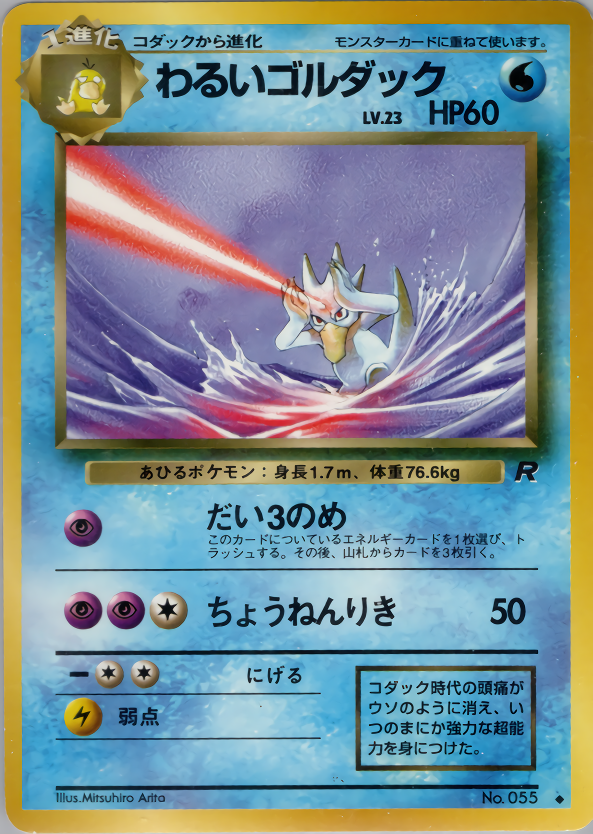 1進化
コダックから進化
モンスターカードに重ねて使います。
わるいゴルダック
LV.23 HP60
あひるポケモン：身長1.7m、体重76.6kg
R
だい3のめ
このカードについているエネルギーカードを1枚選び、ト
ラッシュする。その後、山札からカードを3枚引く。
ちょうねんりき 50
にげる
弱点
コダック時代の頭痛が
ウソのように消え、い
つのまにか強力な超能
力を身につけた。
Illus.Mitsuhiro Arita
No.055